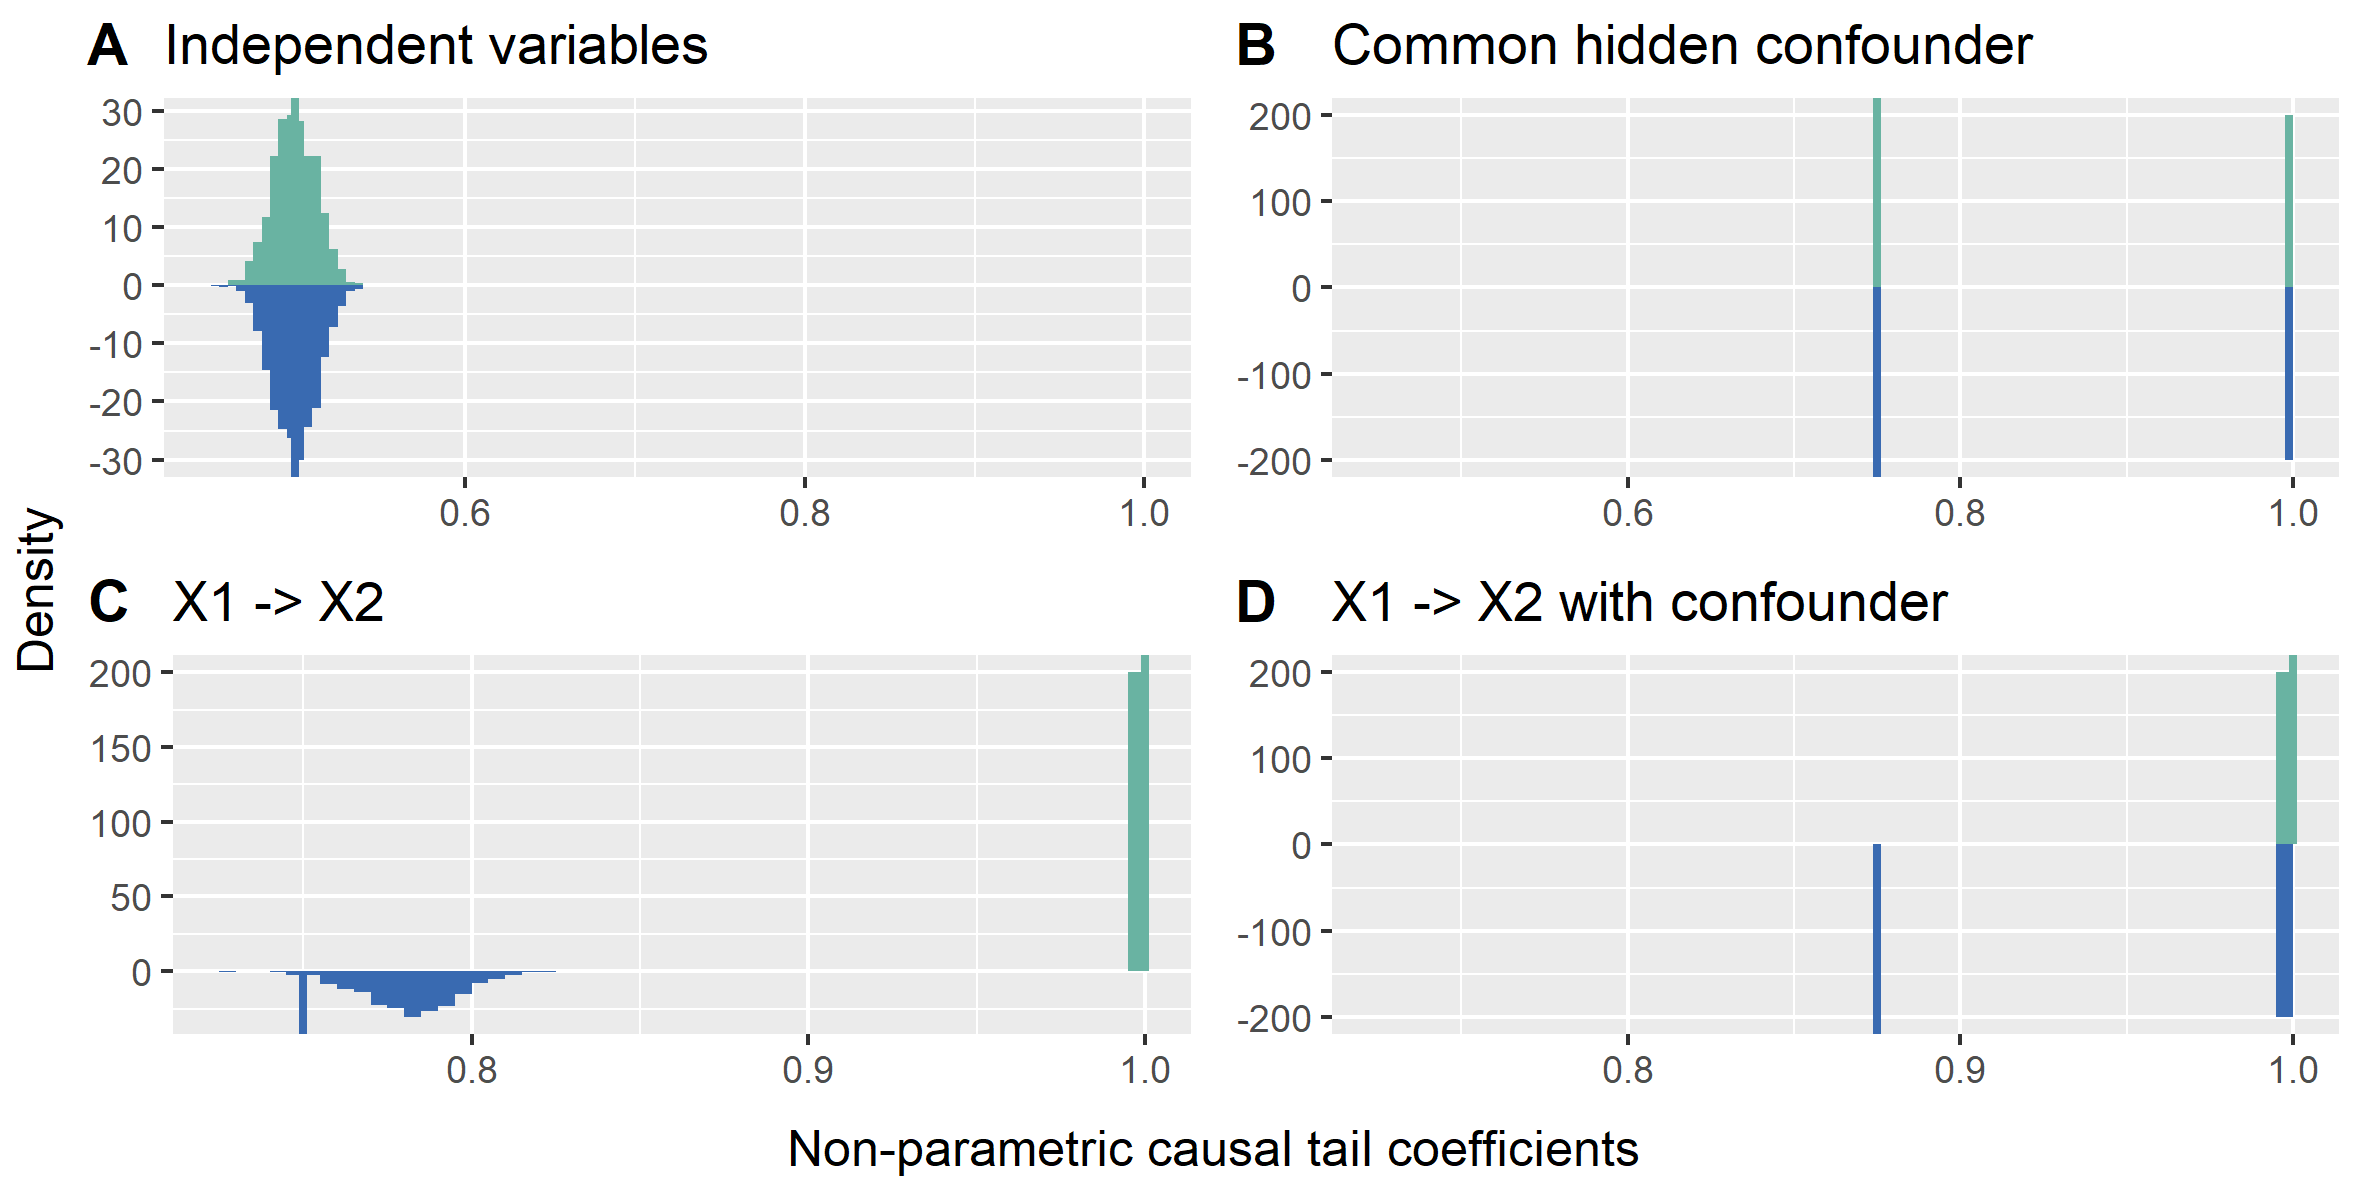 A Independent variables
30
20
10
0
-10
-20
-30
0.6 0.8 1.0
B Common hidden confounder
200
100
0
-100
-200
0.6 0.8 1.0
Density
C X1 -> X2
200
150
100
50
0
0.8 0.9 1.0
D X1 -> X2 with confounder
200
100
0
-100
-200
0.8 0.9 1.0
Non-parametric causal tail coefficients